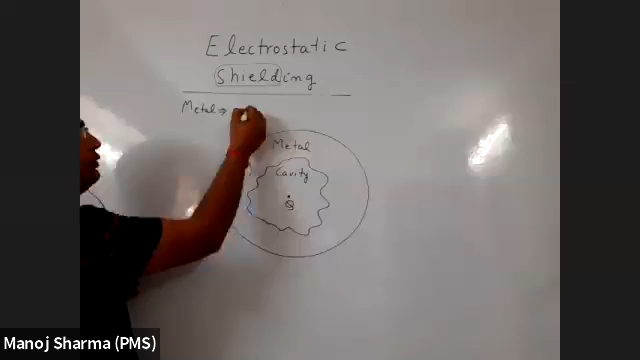 Electrostatic
Shielding
Metal ⇒
Metal
Cavity
Q
Manoj Sharma (PMS)